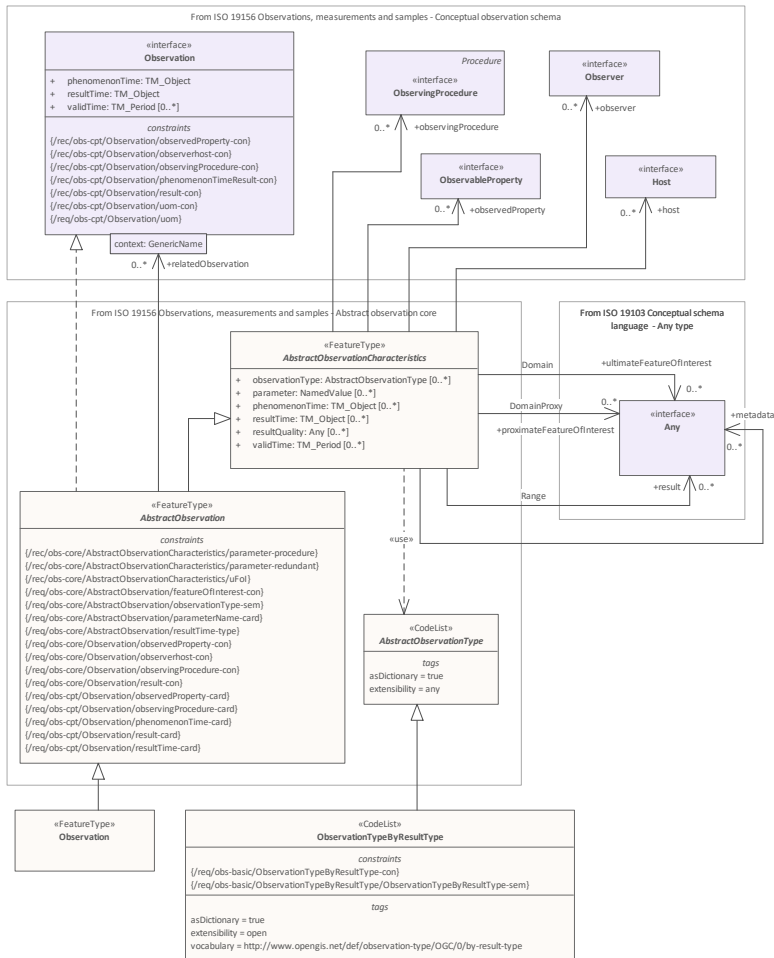 From ISO 19156 Observations, measurements and samples - Conceptual observation schema
«interface»
Observation
+ phenomenonTime: TM_Object
+ resultTime: TM_Object
+ validTime: TM_Period [0..*]
constraints
{/rec/obs-cpt/Observation/observedProperty-con}
{/rec/obs-cpt/Observation/observerhost-con}
{/rec/obs-cpt/Observation/observingProcedure-con}
{/rec/obs-cpt/Observation/phenomenonTimeResult-con}
{/rec/obs-cpt/Observation/result-con}
{/rec/obs-cpt/Observation/uom-con}
{/req/obs-cpt/Observation/uom}
context: GenericName
0..* +relatedObservation
Procedure
«interface»
ObservingProcedure
0..* +observingProcedure
«interface»
Observer
0..* +observer
«interface»
ObservableProperty
0..* +observedProperty
«interface»
Host
0..* +host
From ISO 19156 Observations, measurements and samples - Abstract observation core
«FeatureType»
AbstractObservationCharacteristics
+ observationType: AbstractObservationType [0..*]
+ parameter: NamedValue [0..*]
+ phenomenonTime: TM_Object [0..*]
+ resultTime: TM_Object [0..*]
+ resultQuality: Any [0..*]
+ validTime: TM_Period [0..*]
From ISO 19103 Conceptual schema
language - Any type
Domain
+ultimateFeatureOfInterest
0..*
DomainProxy
0..*
+proximateFeatureOfInterest
«interface»
Any
+metadata
0..*
+result 0..*
Range
«use»
«FeatureType»
AbstractObservation
constraints
{/rec/obs-core/AbstractObservationCharacteristics/parameter-procedure}
{/rec/obs-core/AbstractObservationCharacteristics/parameter-redundant}
{/rec/obs-core/AbstractObservationCharacteristics/uFoI}
{/req/obs-core/AbstractObservation/featureOfInterest-con}
{/req/obs-core/AbstractObservation/observationType-sem}
{/req/obs-core/AbstractObservation/parameterName-card}
{/req/obs-core/AbstractObservation/resultTime-type}
{/req/obs-core/Observation/observedProperty-con}
{/req/obs-core/Observation/observerhost-con}
{/req/obs-core/Observation/observingProcedure-con}
{/req/obs-core/Observation/result-con}
{/req/obs-cpt/Observation/observedProperty-card}
{/req/obs-cpt/Observation/observingProcedure-card}
{/req/obs-cpt/Observation/phenomenonTime-card}
{/req/obs-cpt/Observation/result-card}
{/req/obs-cpt/Observation/resultTime-card}
«CodeList»
AbstractObservationType
tags
asDictionary = true
extensibility = any
«FeatureType»
Observation
«CodeList»
ObservationTypeByResultType
constraints
{/req/obs-basic/ObservationTypeByResultType-con}
{/req/obs-basic/ObservationTypeByResultType/ObservationTypeByResultType-sem}
tags
asDictionary = true
extensibility = open
vocabulary = http://www.opengis.net/def/observation-type/OGC/0/by-result-type